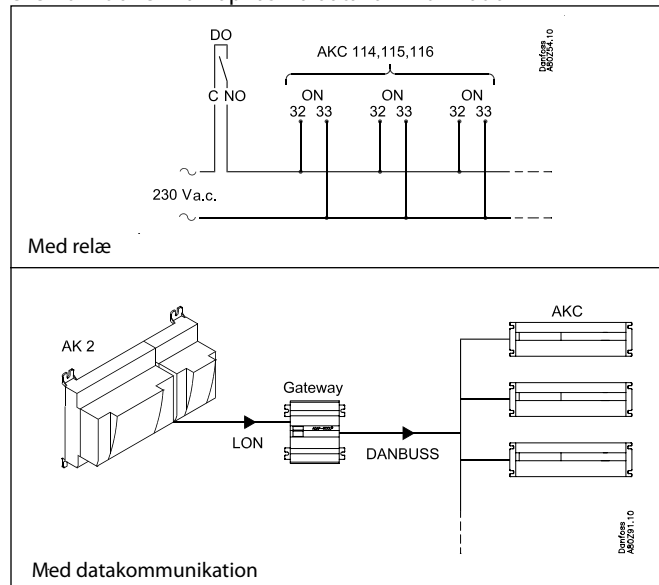 DO
AKC 114,115,116
Danfoss
A80Z54.10
C NO
ON ON ON
32 33 32 33 32 33
230 Va.c.
Med relæ
AKC
AK 2
Gateway
LON
DANBUSS
Danfoss
A80Z91.10
Med datakommunikation